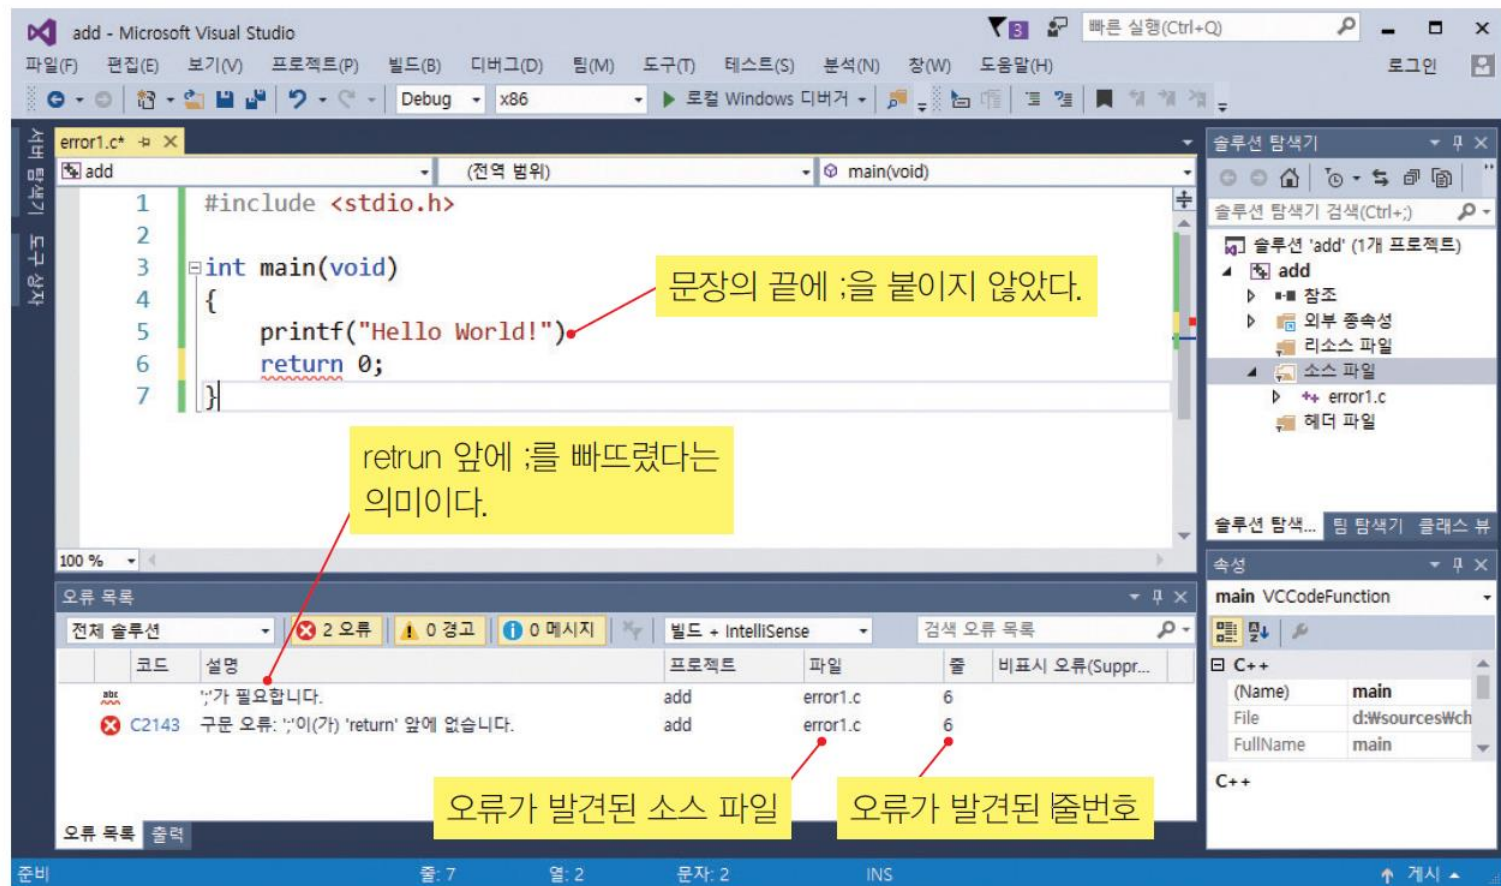 add - Microsoft Visual Studio
3
빠른 실행(Ctrl+Q)
파일(F) 편집(E) 보기(V) 프로젝트(P) 빌드(B) 디버그(D) 팀(M) 도구(T) 테스트(S) 분석(N) 창(W) 도움말(H)
로그인
Debug x86 로컬 Windows 디버거
서버 탐색기
도구 상자
error1.c*
add (전역 범위) main(void)
1 #include <stdio.h>
2
3 int main(void)
4 {
5 printf("Hello World!")
6 return 0;
7 }
문장의 끝에 ;을 붙이지 않았다.
retrun 앞에 ;를 빠뜨렸다는
의미이다.
100 %
솔루션 탐색기
솔루션 탐색기 검색(Ctrl+;)
솔루션 'add' (1개 프로젝트)
add
참조
외부 종속성
리소스 파일
소스 파일
error1.c
헤더 파일
솔루션 탐색... 팀 탐색기 클래스 뷰
속성
main VCCodeFunction
C++
(Name) main
File d:₩sources₩ch
FullName main
C++
오류 목록
전체 솔루션 2 오류 0 경고 0 메시지 빌드 + IntelliSense 검색 오류 목록
코드 설명 프로젝트 파일 줄 비표시 오류(Suppr...
abc ';'가 필요합니다. add error1.c 6
C2143 구문 오류: ';'이(가) 'return' 앞에 없습니다. add error1.c 6
오류가 발견된 소스 파일
오류가 발견된 줄번호
오류 목록 출력
준비 줄: 7 열: 2 문자: 2 INS 게시